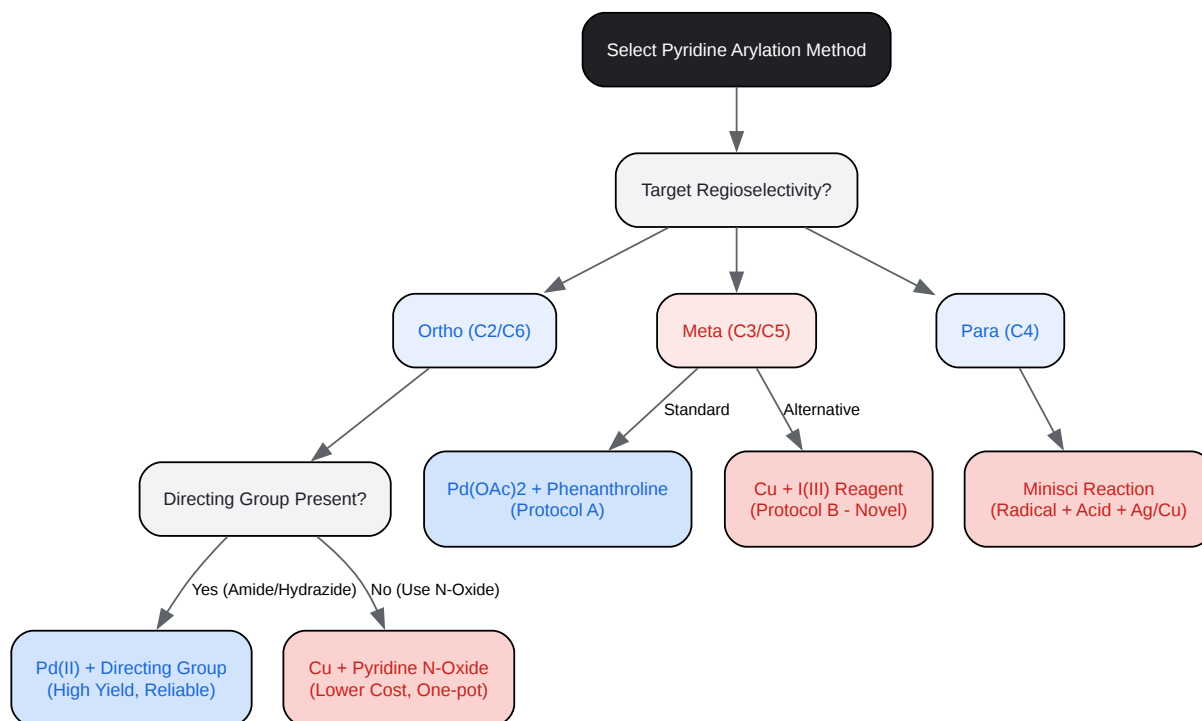 Select Pyridine Arylation Method
Target Regioselectivity?
Ortho (C2/C6)
Meta (C3/C5)
Para (C4)
Standard
Alternative
Directing Group Present?
Pd(OAc)2 + Phenanthroline
(Protocol A)
Cu + I(III) Reagent
(Protocol B - Novel)
Minisci Reaction
(Radical + Acid + Ag/Cu)
Yes (Amide/Hydrazide)
No (Use N-Oxide)
Pd(II) + Directing Group
(High Yield, Reliable)
Cu + Pyridine N-Oxide
(Lower Cost, One-pot)